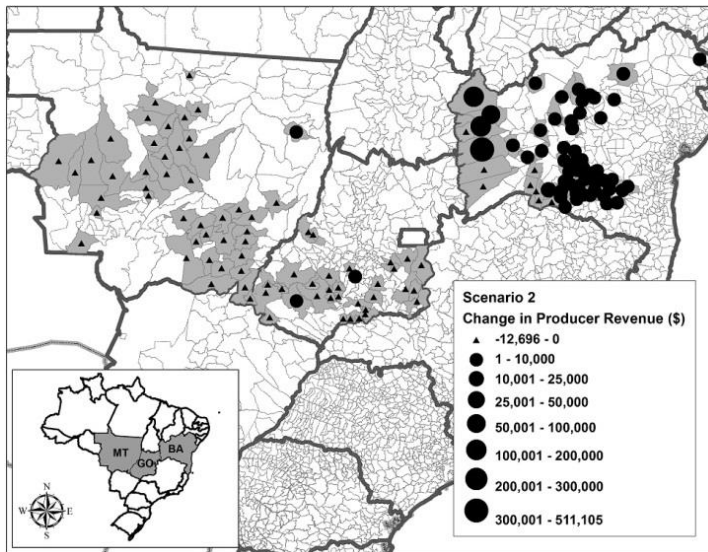 Scenario 2
Change in Producer Revenue ($)
-12,696 - 0
1 - 10,000
10,001 - 25,000
25,001 - 50,000
50,001 - 100,000
100,001 - 200,000
200,001 - 300,000
300,001 - 511,105
MT
GO
BA
N
W
E
S